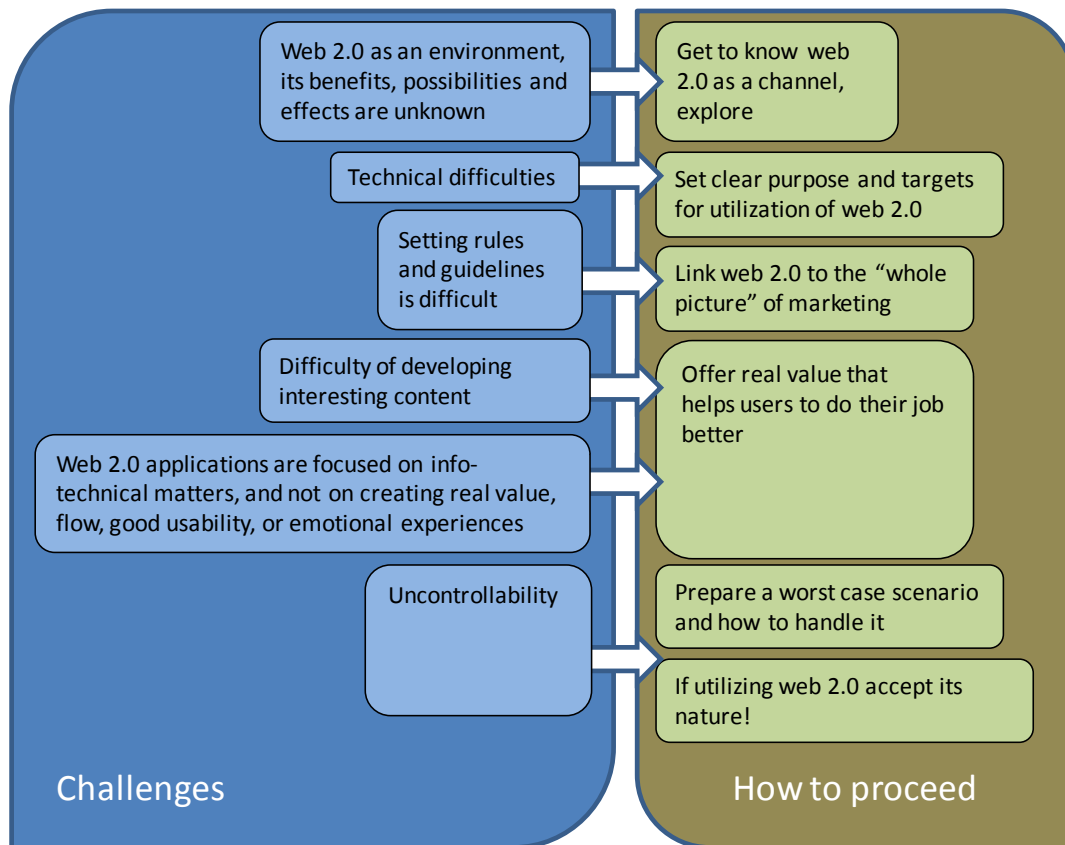 Web 2.0 as an environment,
its benefits, possibilities and
effects are unknown
Get to know web
2.0 as a channel,
explore
Technical difficulties
Set clear purpose and targets
for utilization of web 2.0
Setting rules
and guidelines
is difficult
Link web 2.0 to the “whole
picture” of marketing
Difficulty of developing
interesting content
Offer real value that
helps users to do their job
better
Web 2.0 applications are focused on info-
technical matters, and not on creating real value,
flow, good usability, or emotional experiences
Uncontrollability
Prepare a worst case scenario
and how to handle it
If utilizing web 2.0 accept its
nature!
Challenges
How to proceed